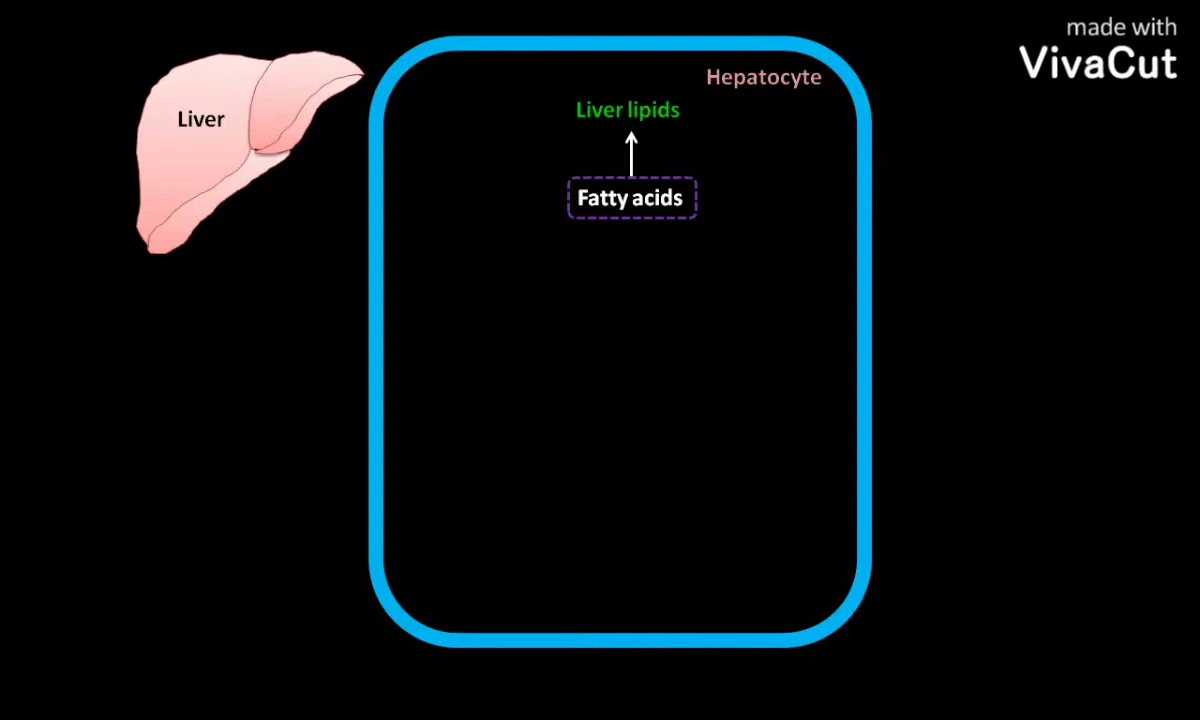 made with
VivaCut
Hepatocyte
Liver lipids
Liver
Fatty acids